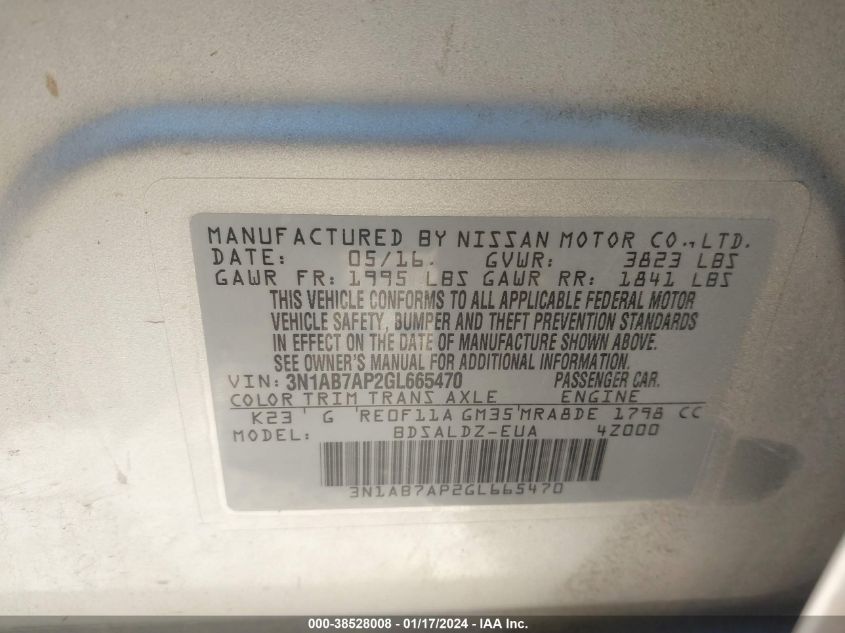 MANUFACTURED BY NISSAN MOTOR CO., LTD.
DATE: 05/16. GVWR: 3823 LBS
GAWR FR: 1995 LBS GAWR RR: 1841 LBS
THIS VEHICLE CONFORMS TO ALL APPLICABLE FEDERAL MOTOR
VEHICLE SAFETY, BUMPER AND THEFT PREVENTION STANDARDS
IN EFFECT ON THE DATE OF MANUFACTURE SHOWN ABOVE.
SEE OWNER'S MANUAL FOR ADDITIONAL INFORMATION.
VIN: 3N1AB7AP2GL665470 PASSENGER CAR.
COLOR TRIM TRANS AXLE ENGINE
K23 G RE0F11A GM35 MRA8DE 1798 CC
MODEL: BDSALDZ-EUA 4Z000
3N1AB7AP2GL665470
000-38528008 - 01/17/2024 - IAA Inc.